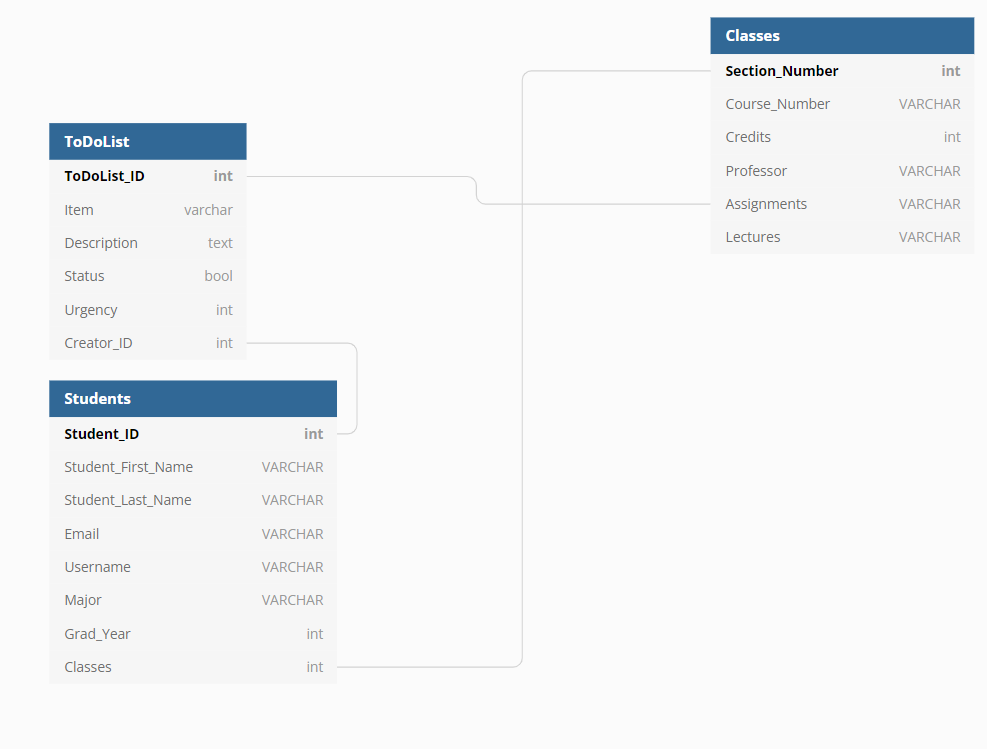 Classes
Section_Number int
Course_Number VARCHAR
Credits int
Professor VARCHAR
Assignments VARCHAR
Lectures VARCHAR
ToDoList
ToDoList_ID int
Item varchar
Description text
Status bool
Urgency int
Creator_ID int
Students
Student_ID int
Student_First_Name VARCHAR
Student_Last_Name VARCHAR
Email VARCHAR
Username VARCHAR
Major VARCHAR
Grad_Year int
Classes int